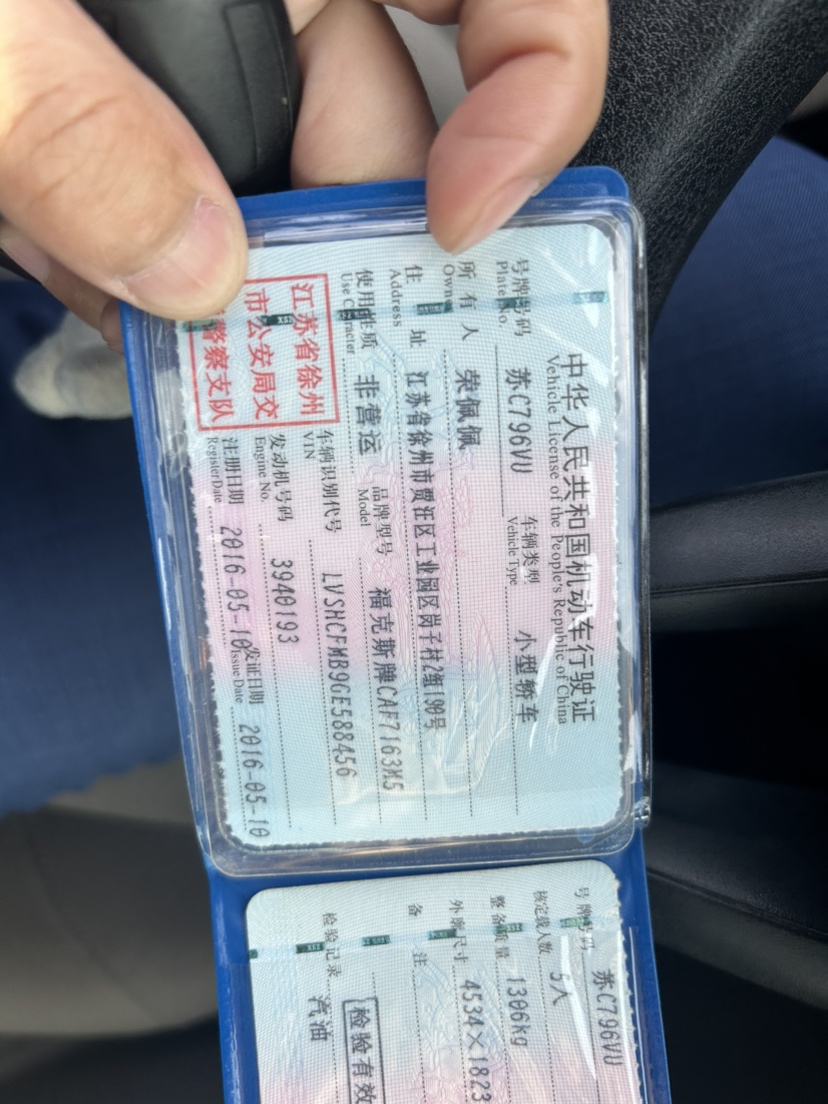 中华人民共和国机动车行驶证
Vehicle License of the People's Republic of China
号牌号码 苏C796VU 车辆类型 小型轿车
Plate No. Vehicle Type
所有人 荣佩佩
Owner
住址 江苏省徐州市贾汪区工业园区岗子村2组190号
Address
使用性质 非营运 品牌型号 福克斯牌CAF7163M5
Use Character Model
车辆识别代号 LVSHCFMB9GE588456
VIN
发动机号码 3940193
Engine No.
注册日期 2016-05-10 发证日期 2016-05-10
Register Date Issue Date
江苏省徐州
市公安局交
警察支队
号牌号码 苏C796VU
核定载人数 5人
整备质量 1306kg
外廓尺寸 4534×1823
备注
检验有效
检验记录 汽油